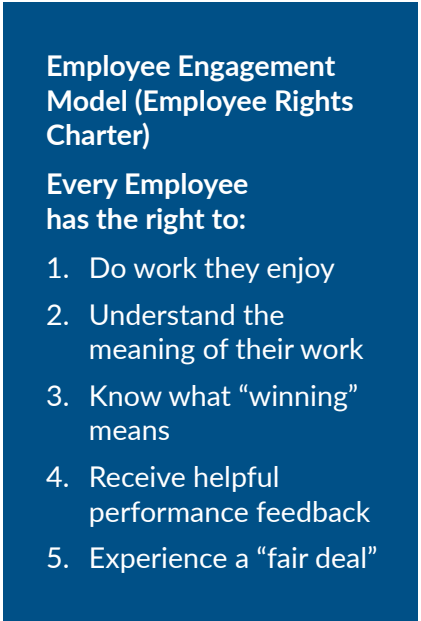 Employee Engagement
Model (Employee Rights
Charter)
Every Employee
has the right to:
1. Do work they enjoy
2. Understand the
meaning of their work
3. Know what “winning”
means
4. Receive helpful
performance feedback
5. Experience a “fair deal”